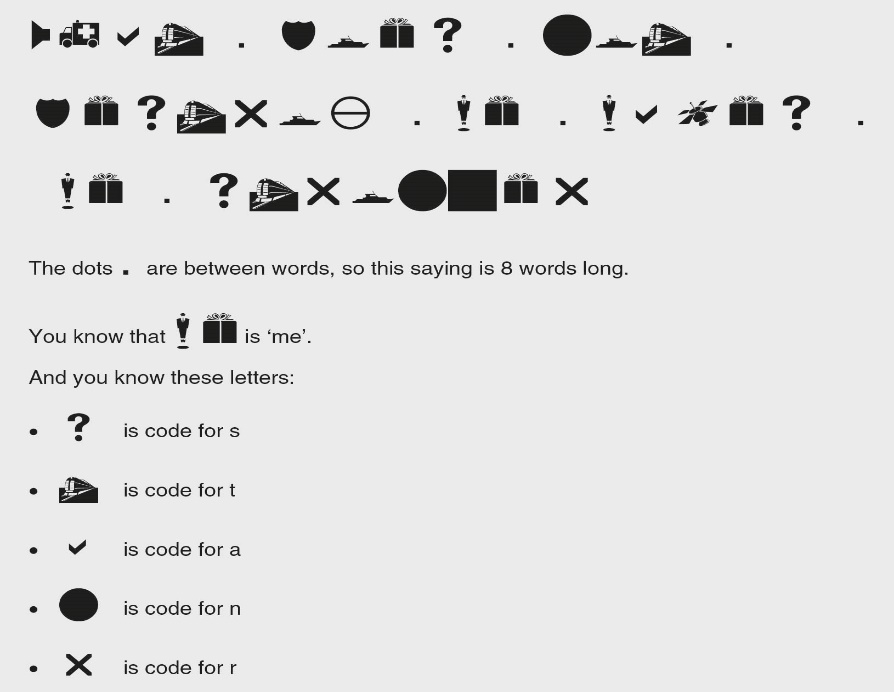 The dots . are between words, so this saying is 8 words long.
You know that is ‘me’.
And you know these letters:
• ? is code for s
• is code for t
• ✓ is code for a
• ● is code for n
• ✕ is code for r